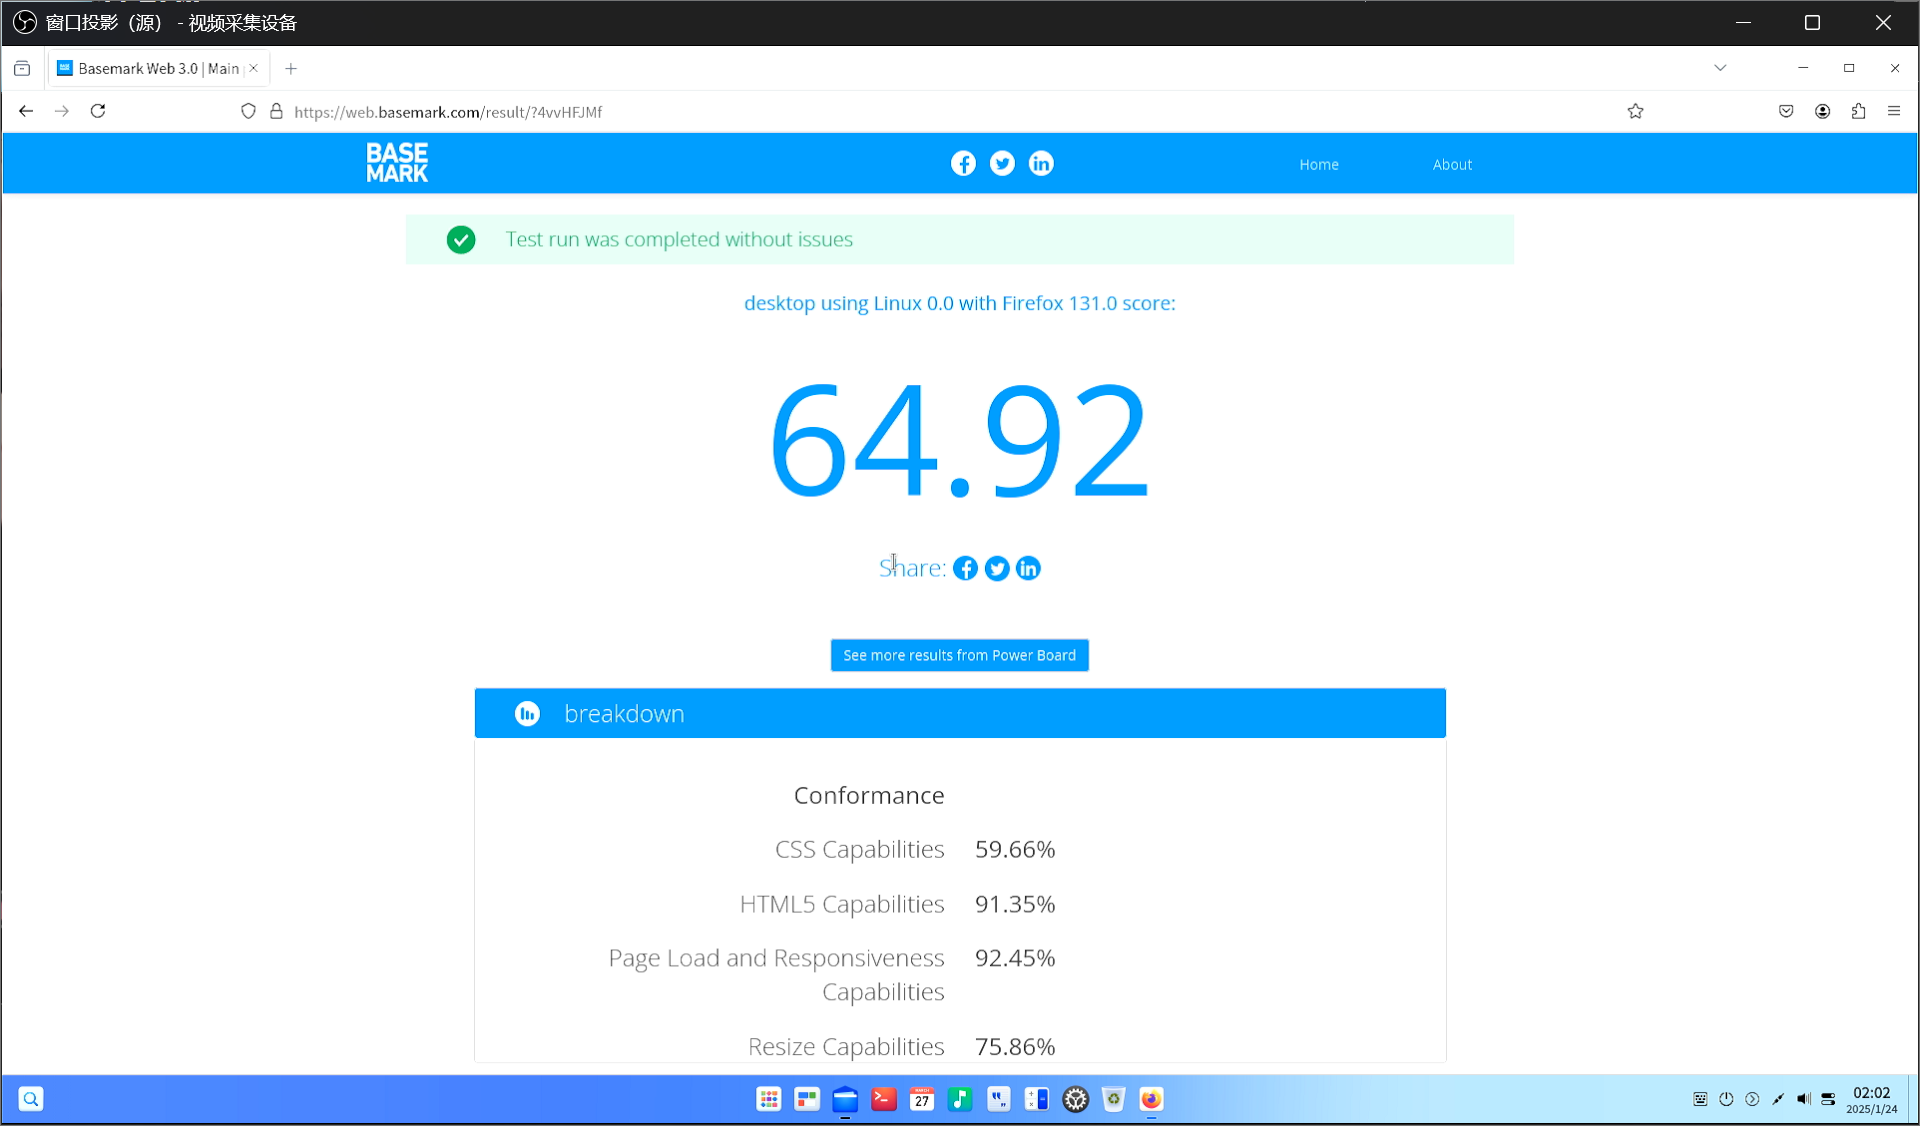 窗口投影（源） - 视频采集设备
Basemark Web 3.0 | Main
https://web.basemark.com/result/?4vvHFJMf
BASE
MARK
Home
About
Test run was completed without issues
desktop using Linux 0.0 with Firefox 131.0 score:
64.92
Share:
See more results from Power Board
breakdown
Conformance
CSS Capabilities 59.66%
HTML5 Capabilities 91.35%
Page Load and Responsiveness 92.45%
Capabilities
Resize Capabilities 75.86%
27
02:02
2025/1/24